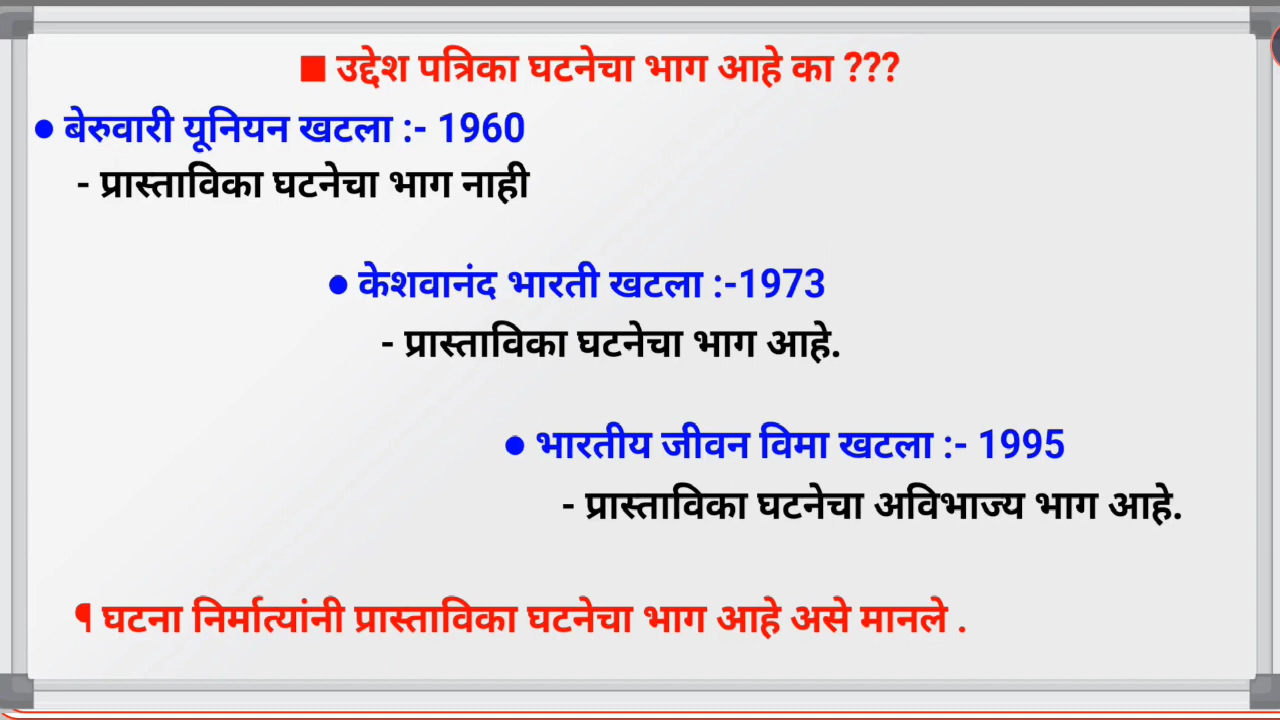 ■ उद्देश पत्रिका घटनेचा भाग आहे का ???
● बेरुवारी यूनियन खटला :- 1960
- प्रास्ताविका घटनेचा भाग नाही
● केशवानंद भारती खटला :-1973
- प्रास्ताविका घटनेचा भाग आहे.
● भारतीय जीवन विमा खटला :- 1995
- प्रास्ताविका घटनेचा अविभाज्य भाग आहे.
¶ घटना निर्मात्यांनी प्रास्ताविका घटनेचा भाग आहे असे मानले .